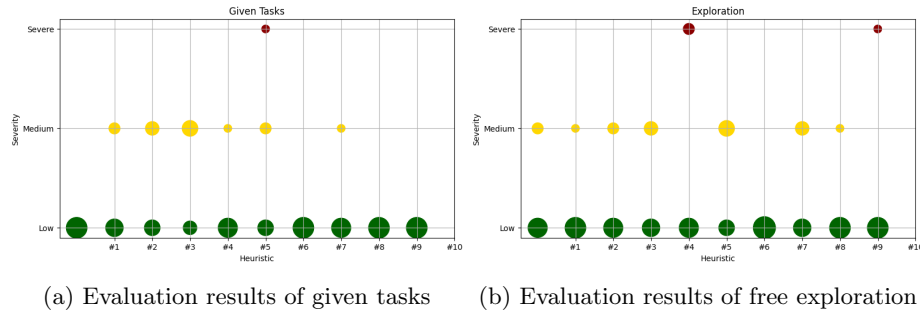 Given Tasks
Severe
Medium
Low
Severity
#1 #2 #3 #4 #5 #6 #7 #8 #9 #10
Heuristic
(a) Evaluation results of given tasks
Exploration
Severe
Medium
Low
Severity
#1 #2 #3 #4 #5 #6 #7 #8 #9 #10
Heuristic
(b) Evaluation results of free exploration